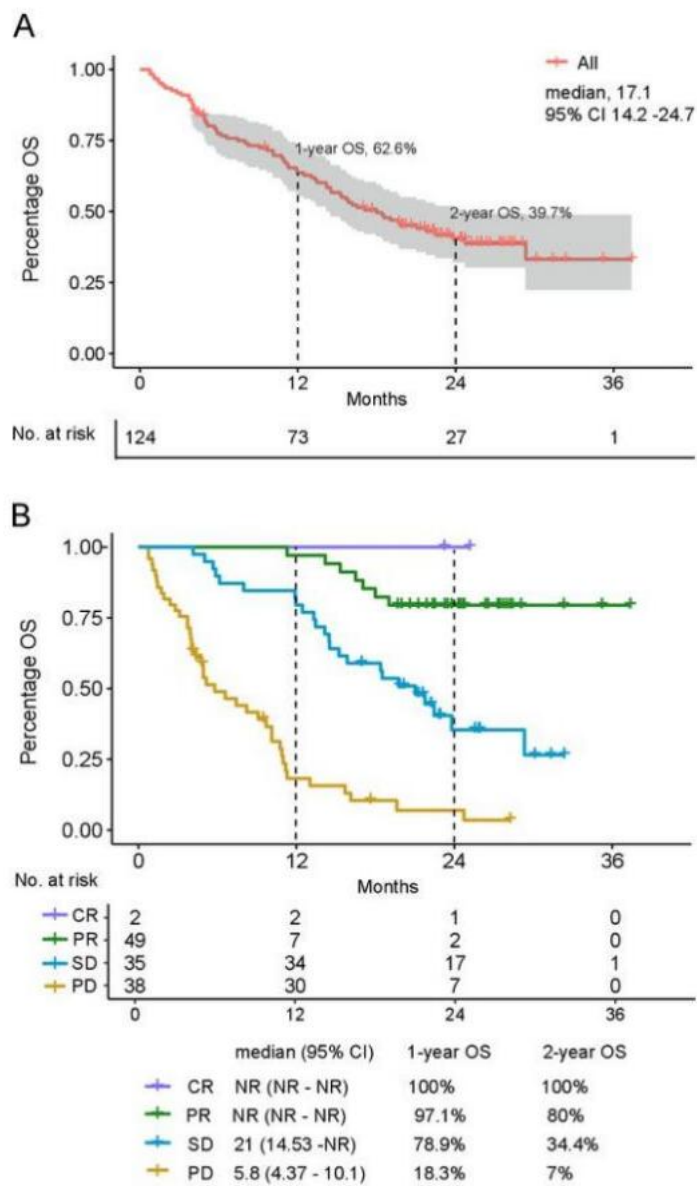 A
1.00
0.75
0.50
0.25
0.00
Percentage OS
All
median, 17.1
95% CI 14.2 -24.7
1-year OS, 62.6%
2-year OS, 39.7%
0 12 24 36
Months
No. at risk 124 73 27 1
B
1.00
0.75
0.50
0.25
0.00
Percentage OS
0 12 24 36
Months
No. at risk
CR 2 2 1 0
PR 49 7 2 0
SD 35 34 17 1
PD 38 30 7 0
0 12 24 36
median (95% CI) 1-year OS 2-year OS
CR NR (NR - NR) 100% 100%
PR NR (NR - NR) 97.1% 80%
SD 21 (14.53 -NR) 78.9% 34.4%
PD 5.8 (4.37 - 10.1) 18.3% 7%